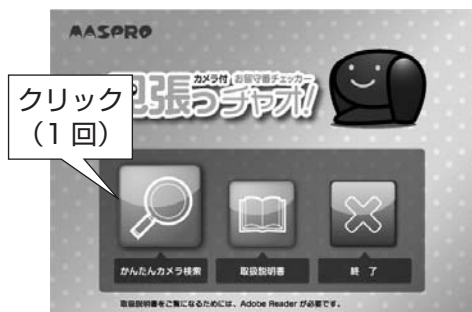 MASPRO
カメラ付 お留守番チェッカー
見張っチャオ!
クリック
(1回)
かんたんカメラ検索
取扱説明書
終 了
取扱説明書をご覧になるためには、Adobe Reader が必要です。